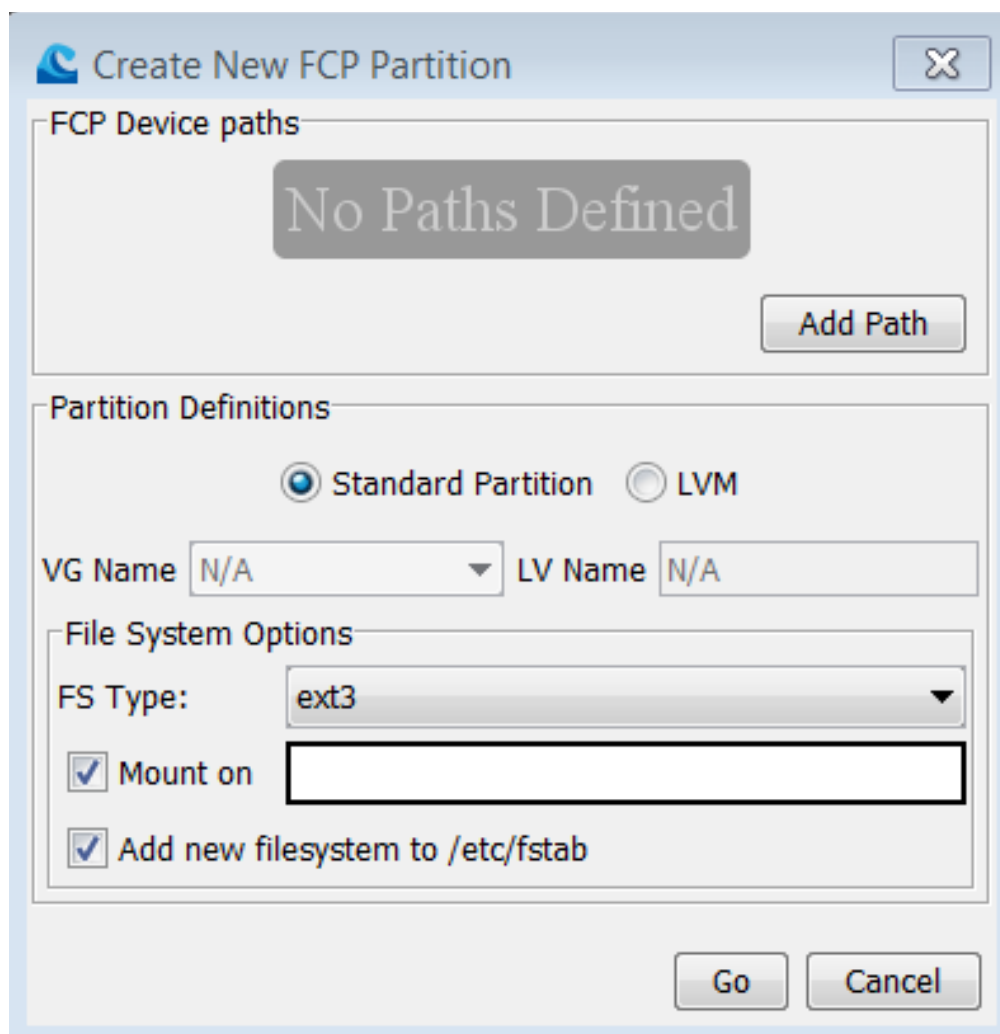 Create New FCP Partition
FCP Device paths
No Paths Defined
Add Path
Partition Definitions
Standard Partition LVM
VG Name N/A LV Name N/A
File System Options
FS Type: ext3
Mount on
Add new filesystem to /etc/fstab
Go Cancel